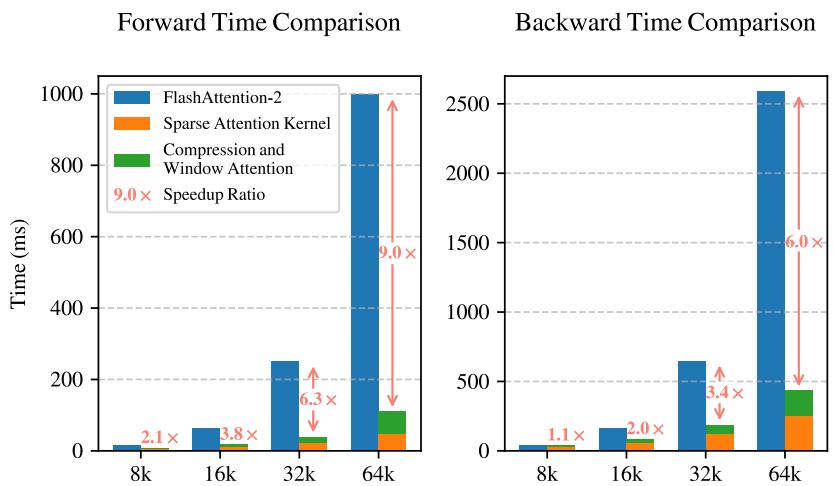 Forward Time Comparison
Backward Time Comparison
Time (ms)
1000
800
600
400
200
0
FlashAttention-2
Sparse Attention Kernel
Compression and
Window Attention
9.0× Speedup Ratio
2.1×
3.8×
6.3×
9.0×
8k
16k
32k
64k
2500
2000
1500
1000
500
0
1.1×
2.0×
3.4×
6.0×
8k
16k
32k
64k